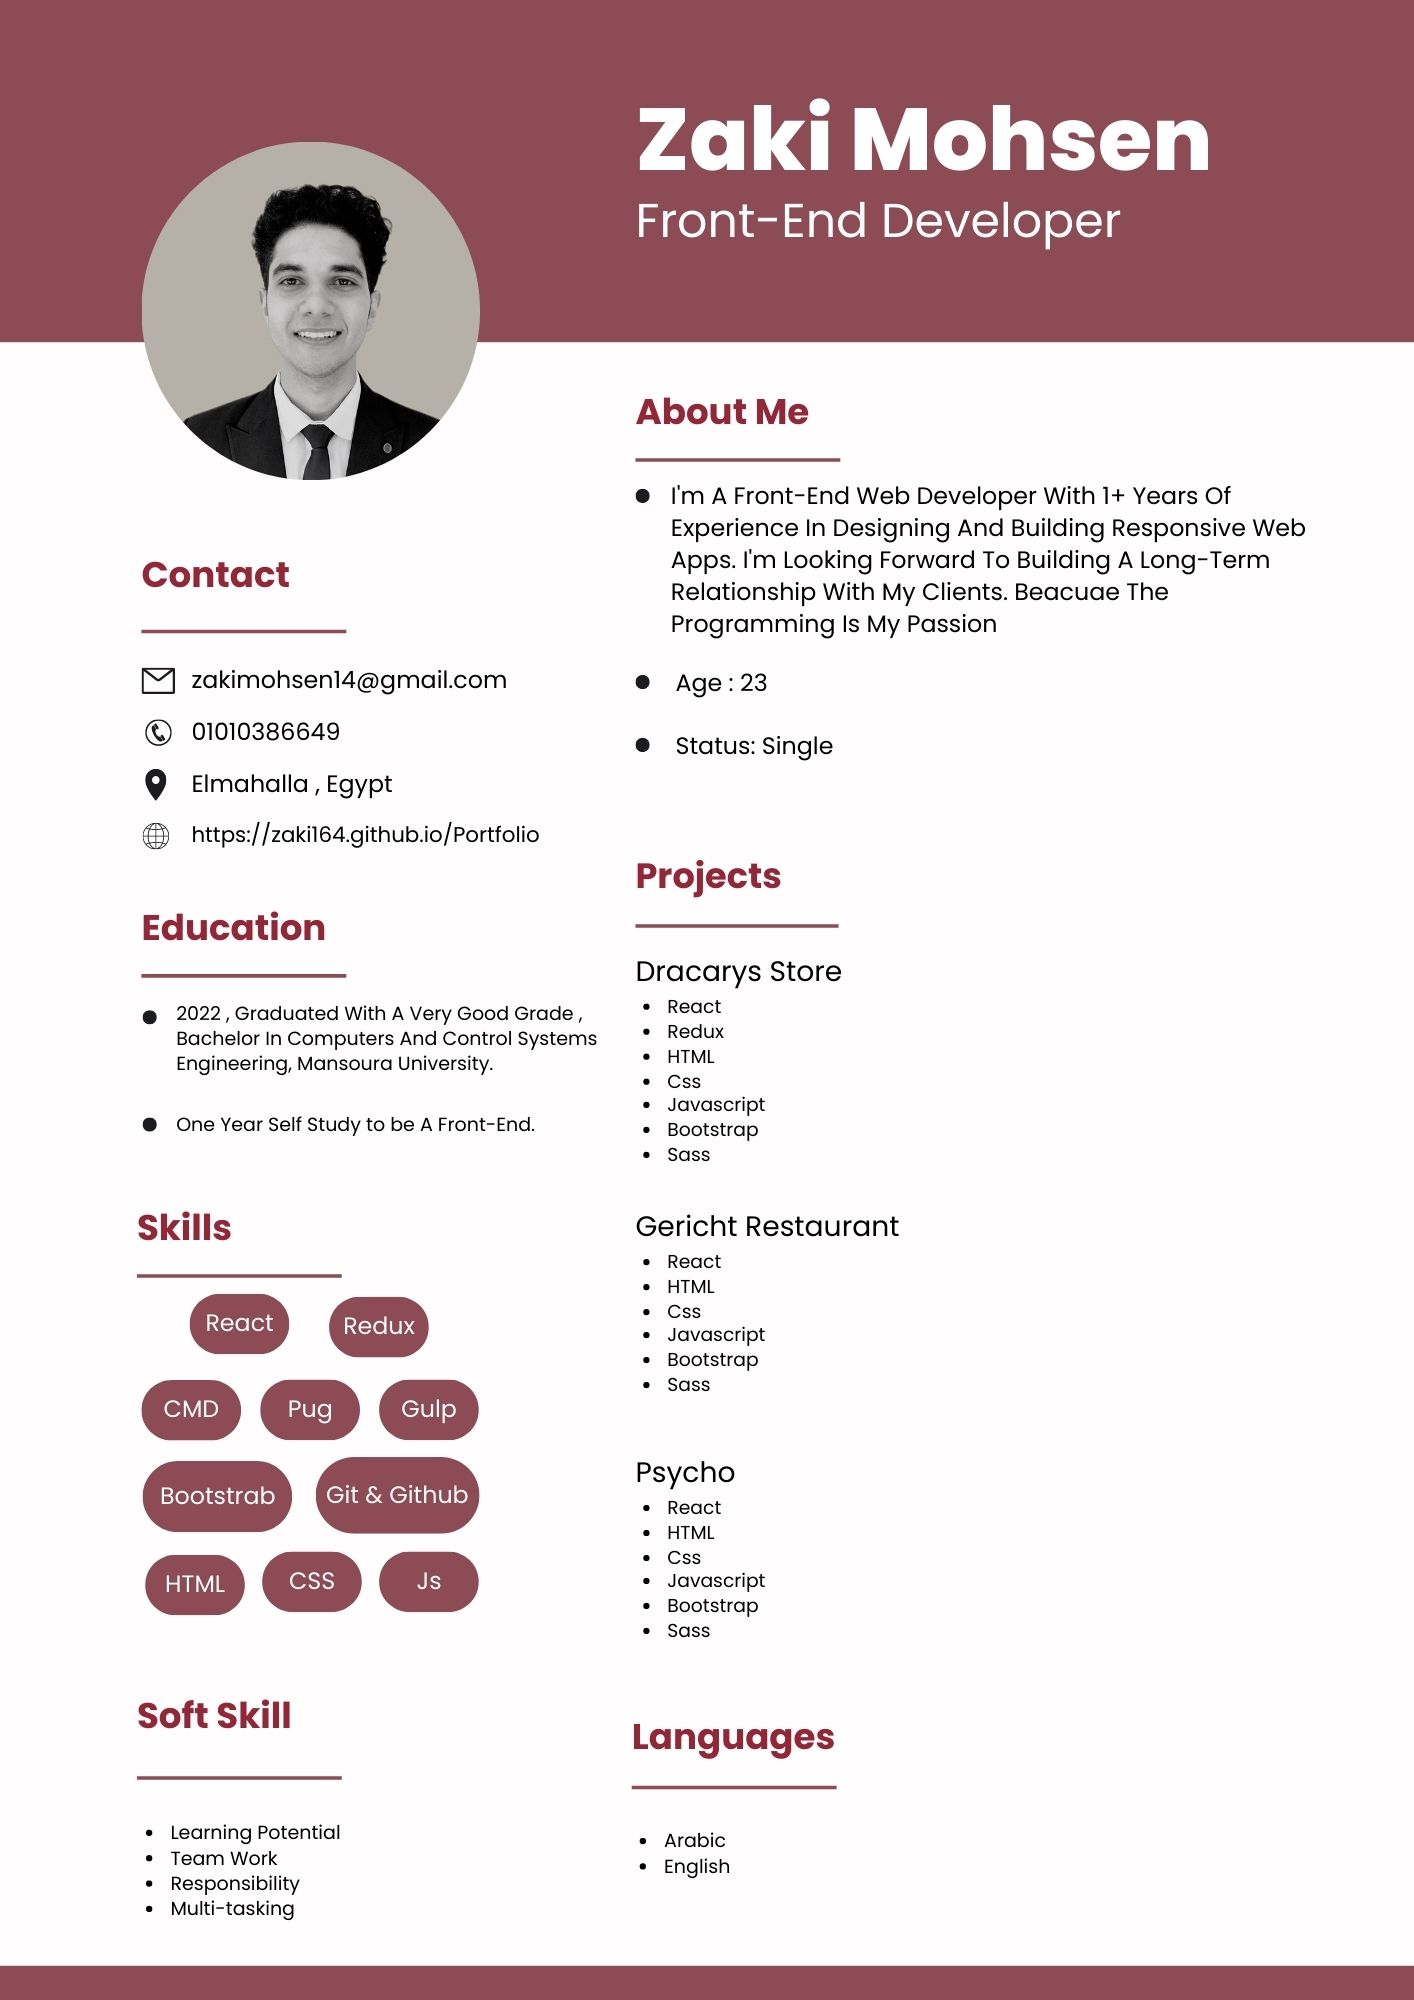 Zaki Mohsen
Front-End Developer
Contact
zakimohsen14@gmail.com
01010386649
Elmahalla , Egypt
https://zaki164.github.io/Portfolio
Education
2022 , Graduated With A Very Good Grade ,
Bachelor In Computers And Control Systems
Engineering, Mansoura University.
One Year Self Study to be A Front-End.
Skills
React
Redux
CMD
Pug
Gulp
Bootstrab
Git & Github
HTML
CSS
Js
Soft Skill
Learning Potential
Team Work
Responsibility
Multi-tasking
About Me
I'm A Front-End Web Developer With 1+ Years Of
Experience In Designing And Building Responsive Web
Apps. I'm Looking Forward To Building A Long-Term
Relationship With My Clients. Beacuae The
Programming Is My Passion
Age : 23
Status: Single
Projects
Dracarys Store
React
Redux
HTML
Css
Javascript
Bootstrap
Sass
Gericht Restaurant
React
HTML
Css
Javascript
Bootstrap
Sass
Psycho
React
HTML
Css
Javascript
Bootstrap
Sass
Languages
Arabic
English